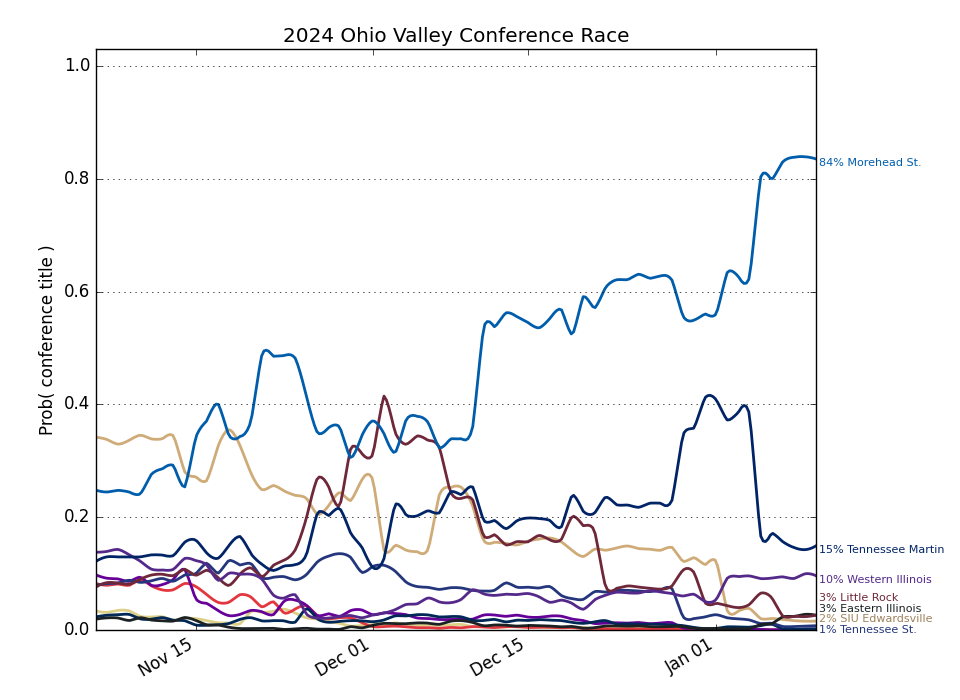 2024 Ohio Valley Conference Race
Prob( conference title )
1.0
0.8
0.6
0.4
0.2
0.0
Nov 15
Dec 01
Dec 15
Jan 01
84% Morehead St.
15% Tennessee Martin
10% Western Illinois
3% Little Rock
3% Eastern Illinois
2% SIU Edwardsville
1% Tennessee St.